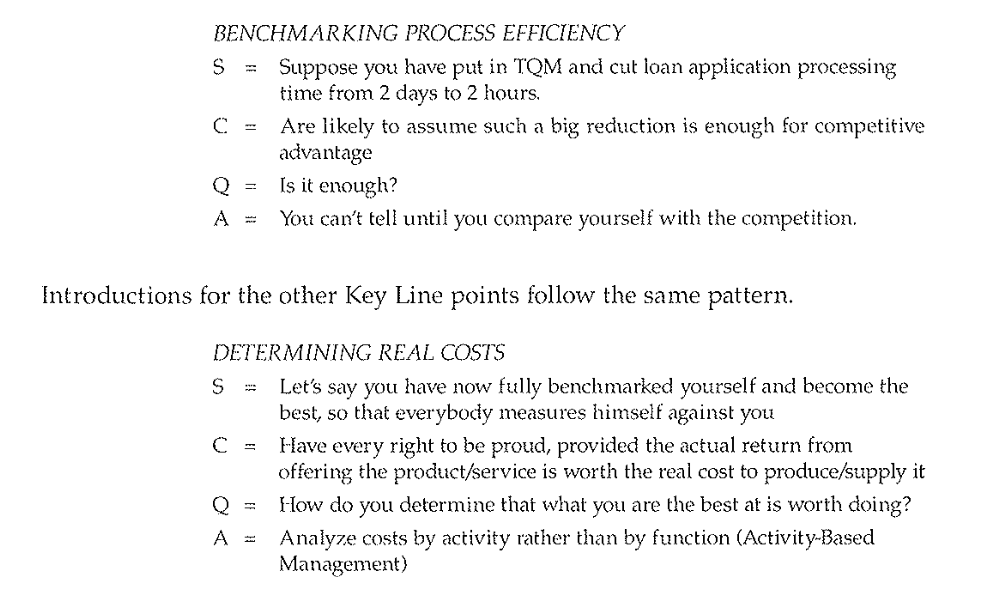 BENCHMARKING PROCESS EFFICIENCY
S = Suppose you have put in TQM and cut loan application processing
time from 2 days to 2 hours.
C = Are likely to assume such a big reduction is enough for competitive
advantage
Q = Is it enough?
A = You can't tell until you compare yourself with the competition.
Introductions for the other Key Line points follow the same pattern.
DETERMINING REAL COSTS
S = Let's say you have now fully benchmarked yourself and become the
best, so that everybody measures himself against you
C = Have every right to be proud, provided the actual return from
offering the product/service is worth the real cost to produce/supply it
Q = How do you determine that what you are the best at is worth doing?
A = Analyze costs by activity rather than by function (Activity-Based
Management)